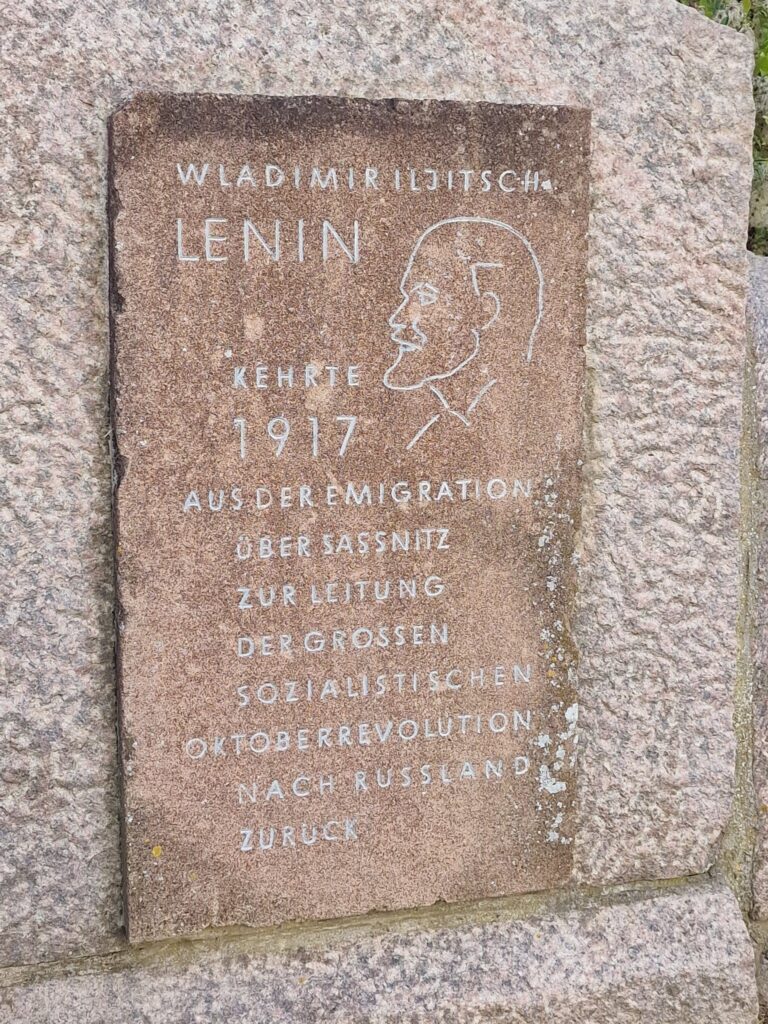 WLADIMIR ILJITSCH
LENIN
KEHRTE
1917
AUS DER EMIGRATION
ÜBER SASSNITZ
ZUR LEITUNG
DER GROSSEN
SOZIALISTISCHEN
OKTOBERREVOLUTION
NACH RUSSLAND
ZURÜCK